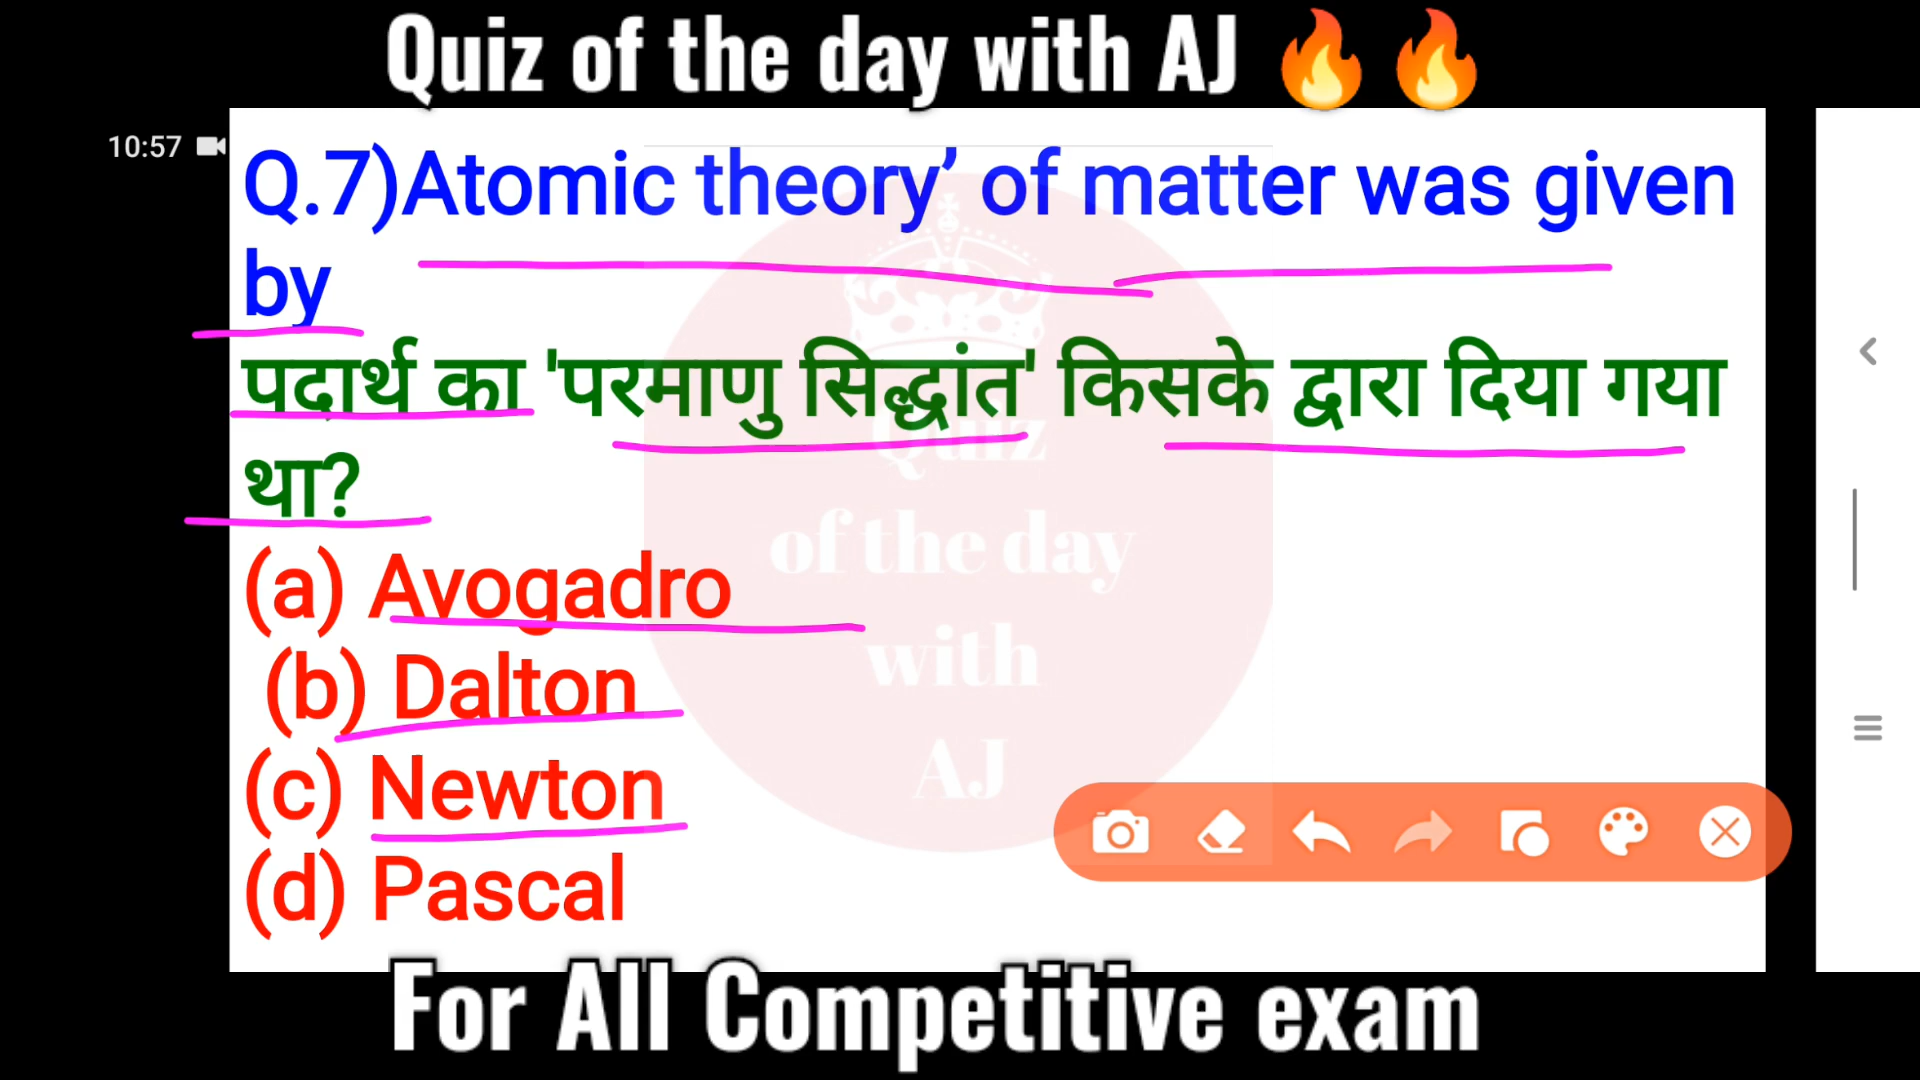 Quiz of the day with AJ 🔥🔥
10:57
Q.7)Atomic theory’ of matter was given
by
पदार्थ का 'परमाणु सिद्धांत' किसके द्वारा दिया गया
था?
Quiz
of the day
with
AJ
(a) Avogadro
(b) Dalton
(c) Newton
(d) Pascal
For All Competitive exam